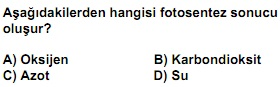 Aşağıdakilerden hangisi fotosentez sonucu
oluşur?
A) Oksijen B) Karbondioksit
C) Azot D) Su